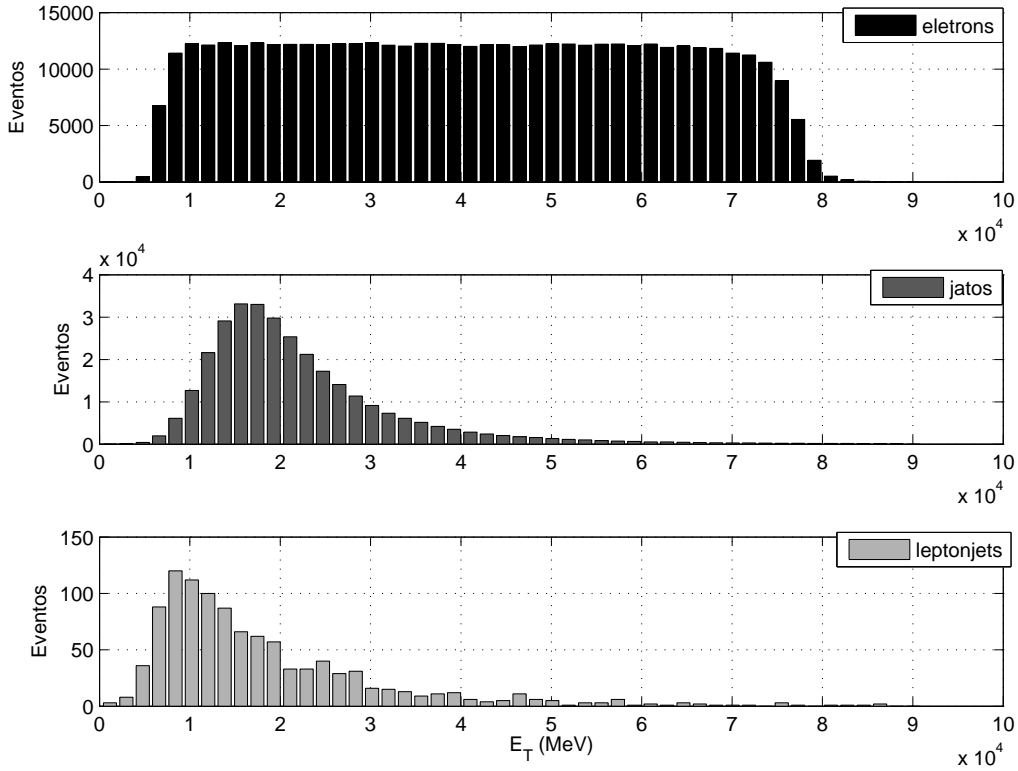 15000
10000
5000
0
Eventos
eletrons
0 1 2 3 4 5 6 7 8 9 10
x 10^4
x 10^4
4
3
2
1
0
Eventos
jatos
0 1 2 3 4 5 6 7 8 9 10
x 10^4
150
100
50
0
Eventos
leptonjets
0 1 2 3 4 5 6 7 8 9 10
E_T (MeV)
x 10^4